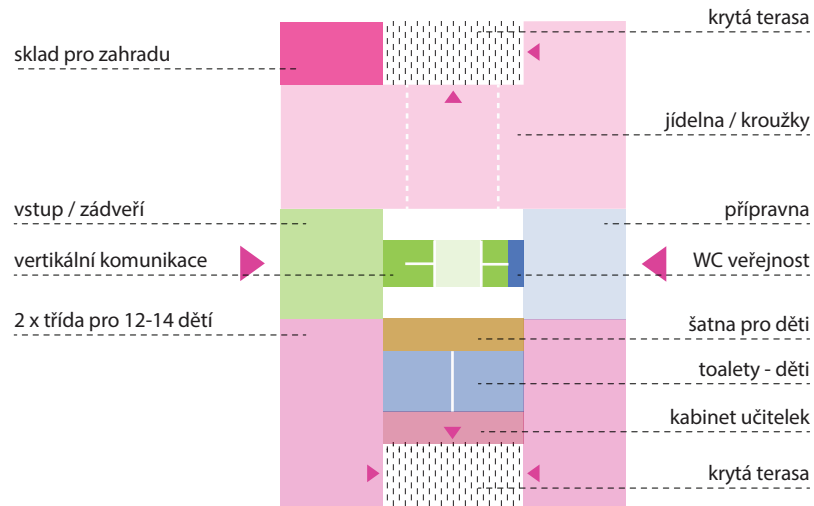 krytá terasa
sklad pro zahradu
jídelna / kroužky
vstup / zádveří
přípravna
vertikální komunikace
WC veřejnost
2 x třída pro 12-14 dětí
šatna pro děti
toalety - děti
kabinet učitelek
krytá terasa